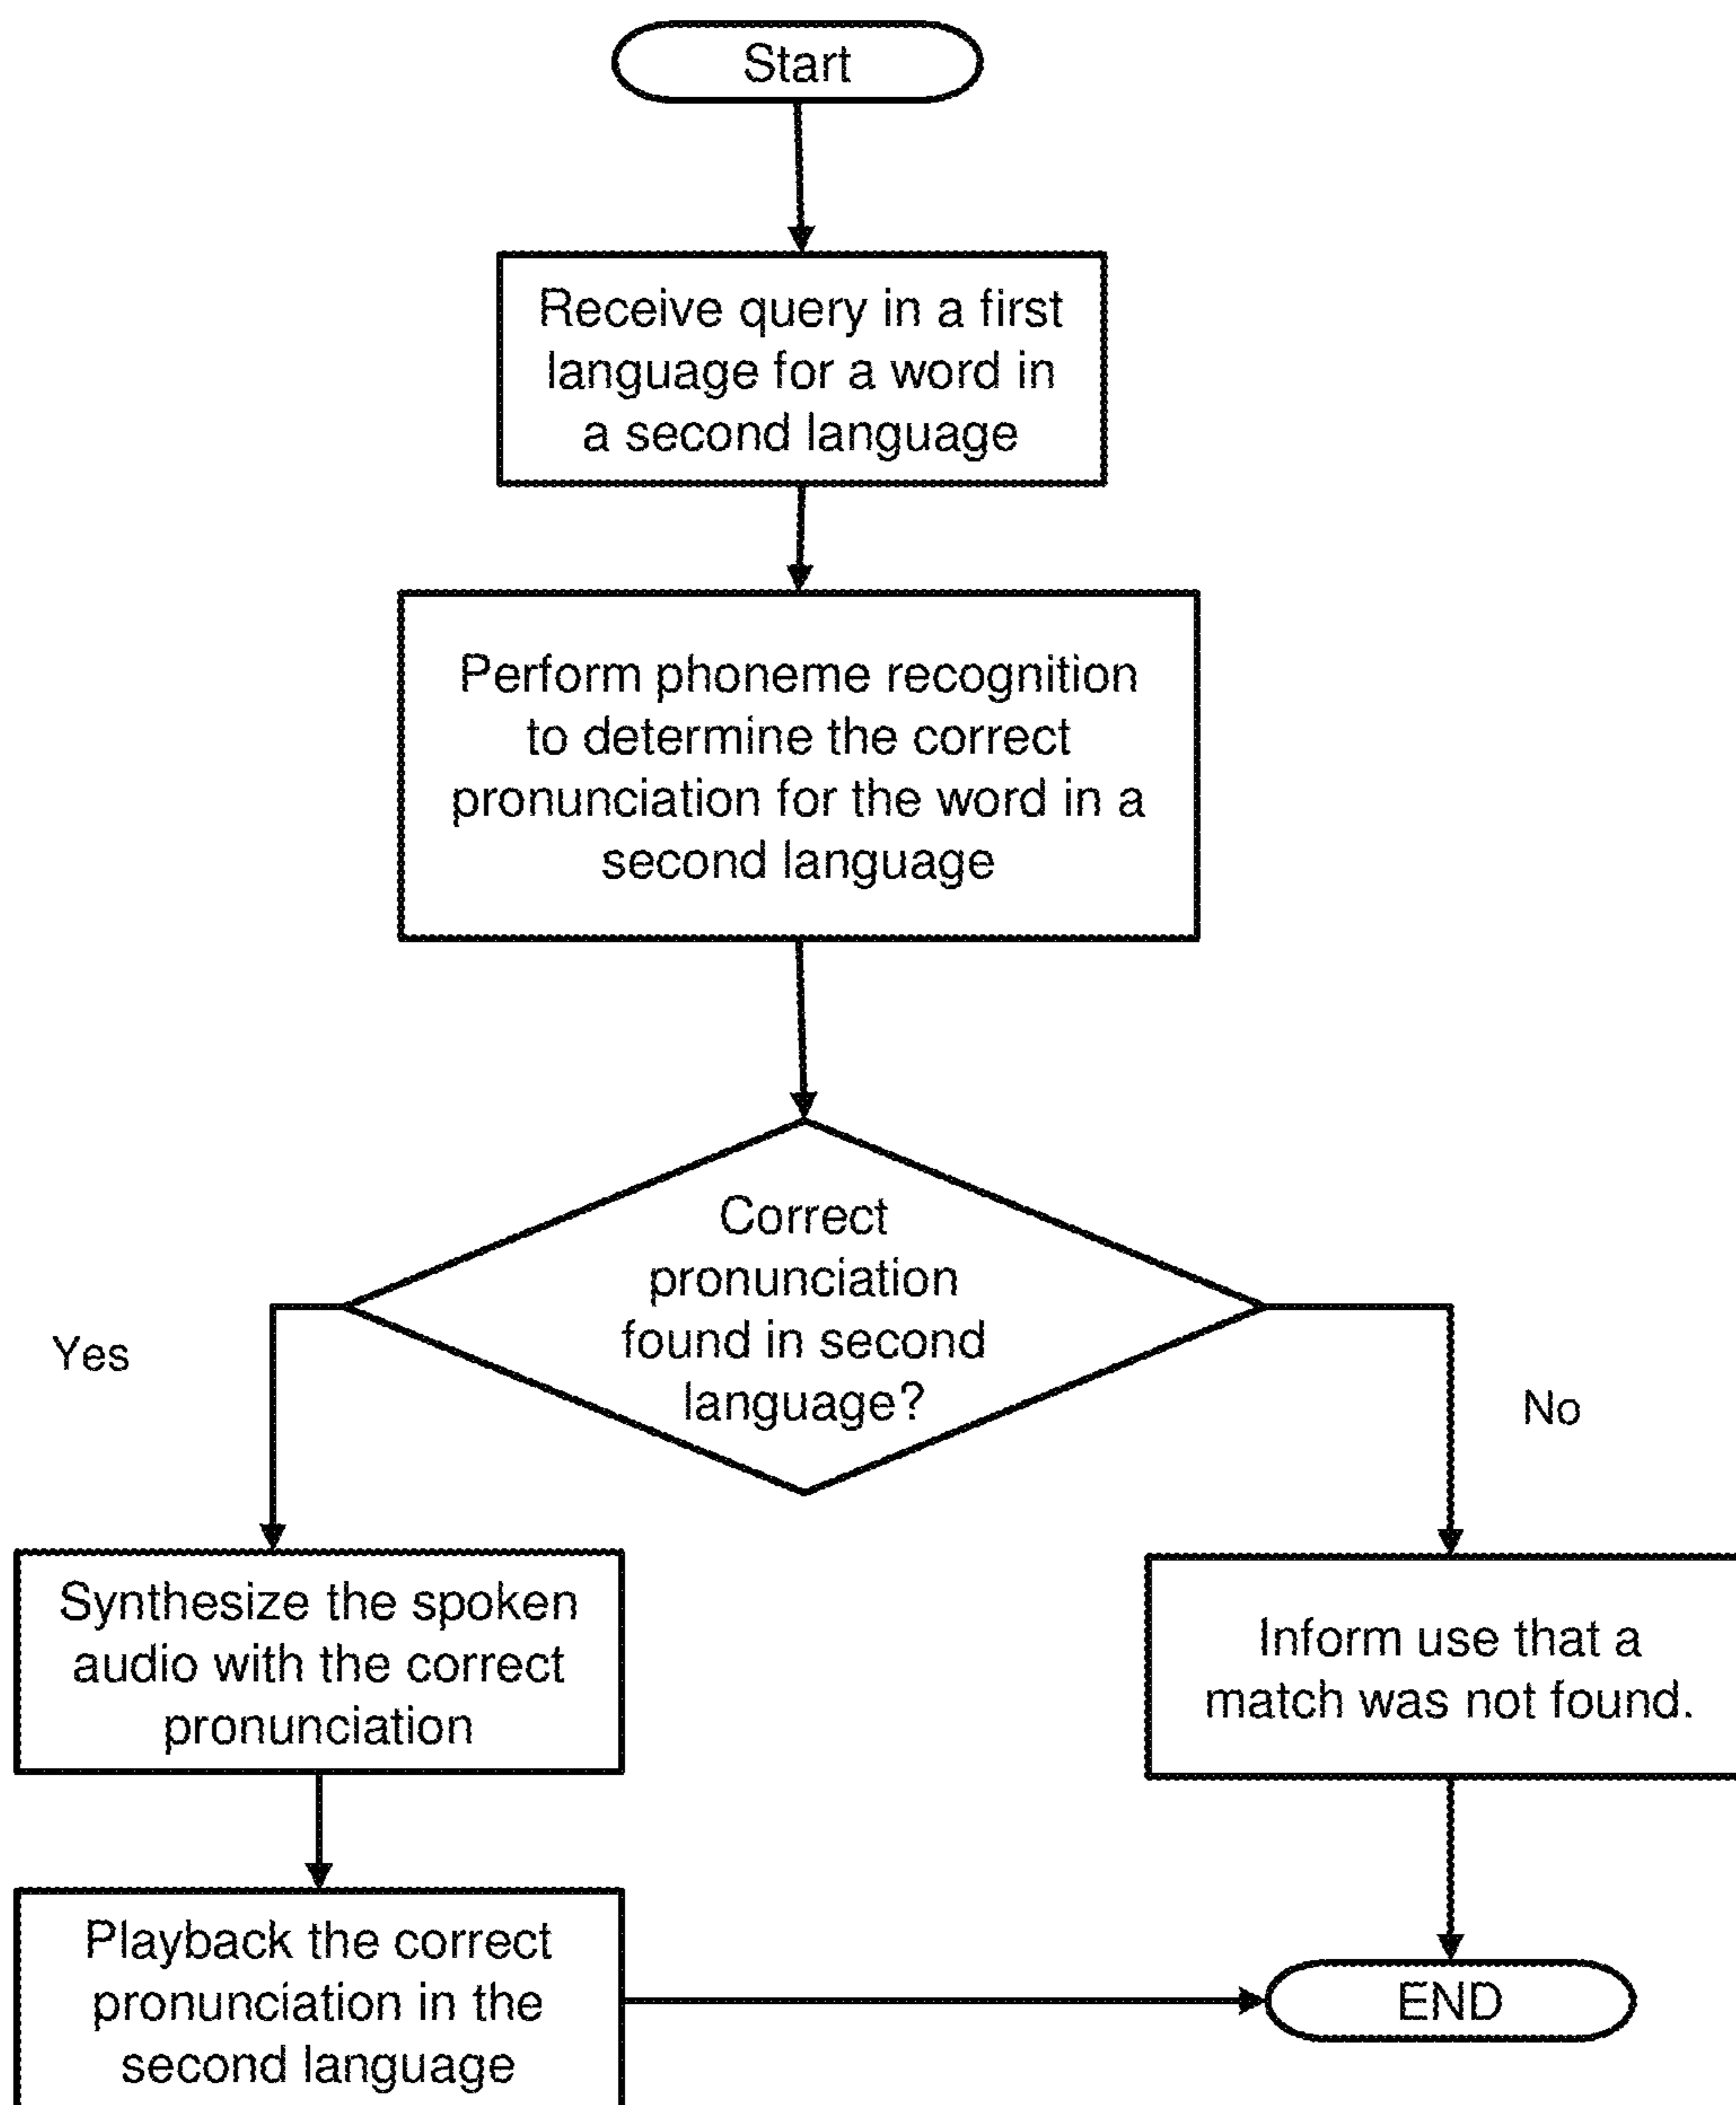 Start
Receive query in a first
language for a word in
a second language
Perform phoneme recognition
to determine the correct
pronunciation for the word in a
second language
Correct
pronunciation
found in second
language?
Yes
No
Synthesize the spoken
audio with the correct
pronunciation
Inform use that a
match was not found.
Playback the correct
pronunciation in the
second language
END